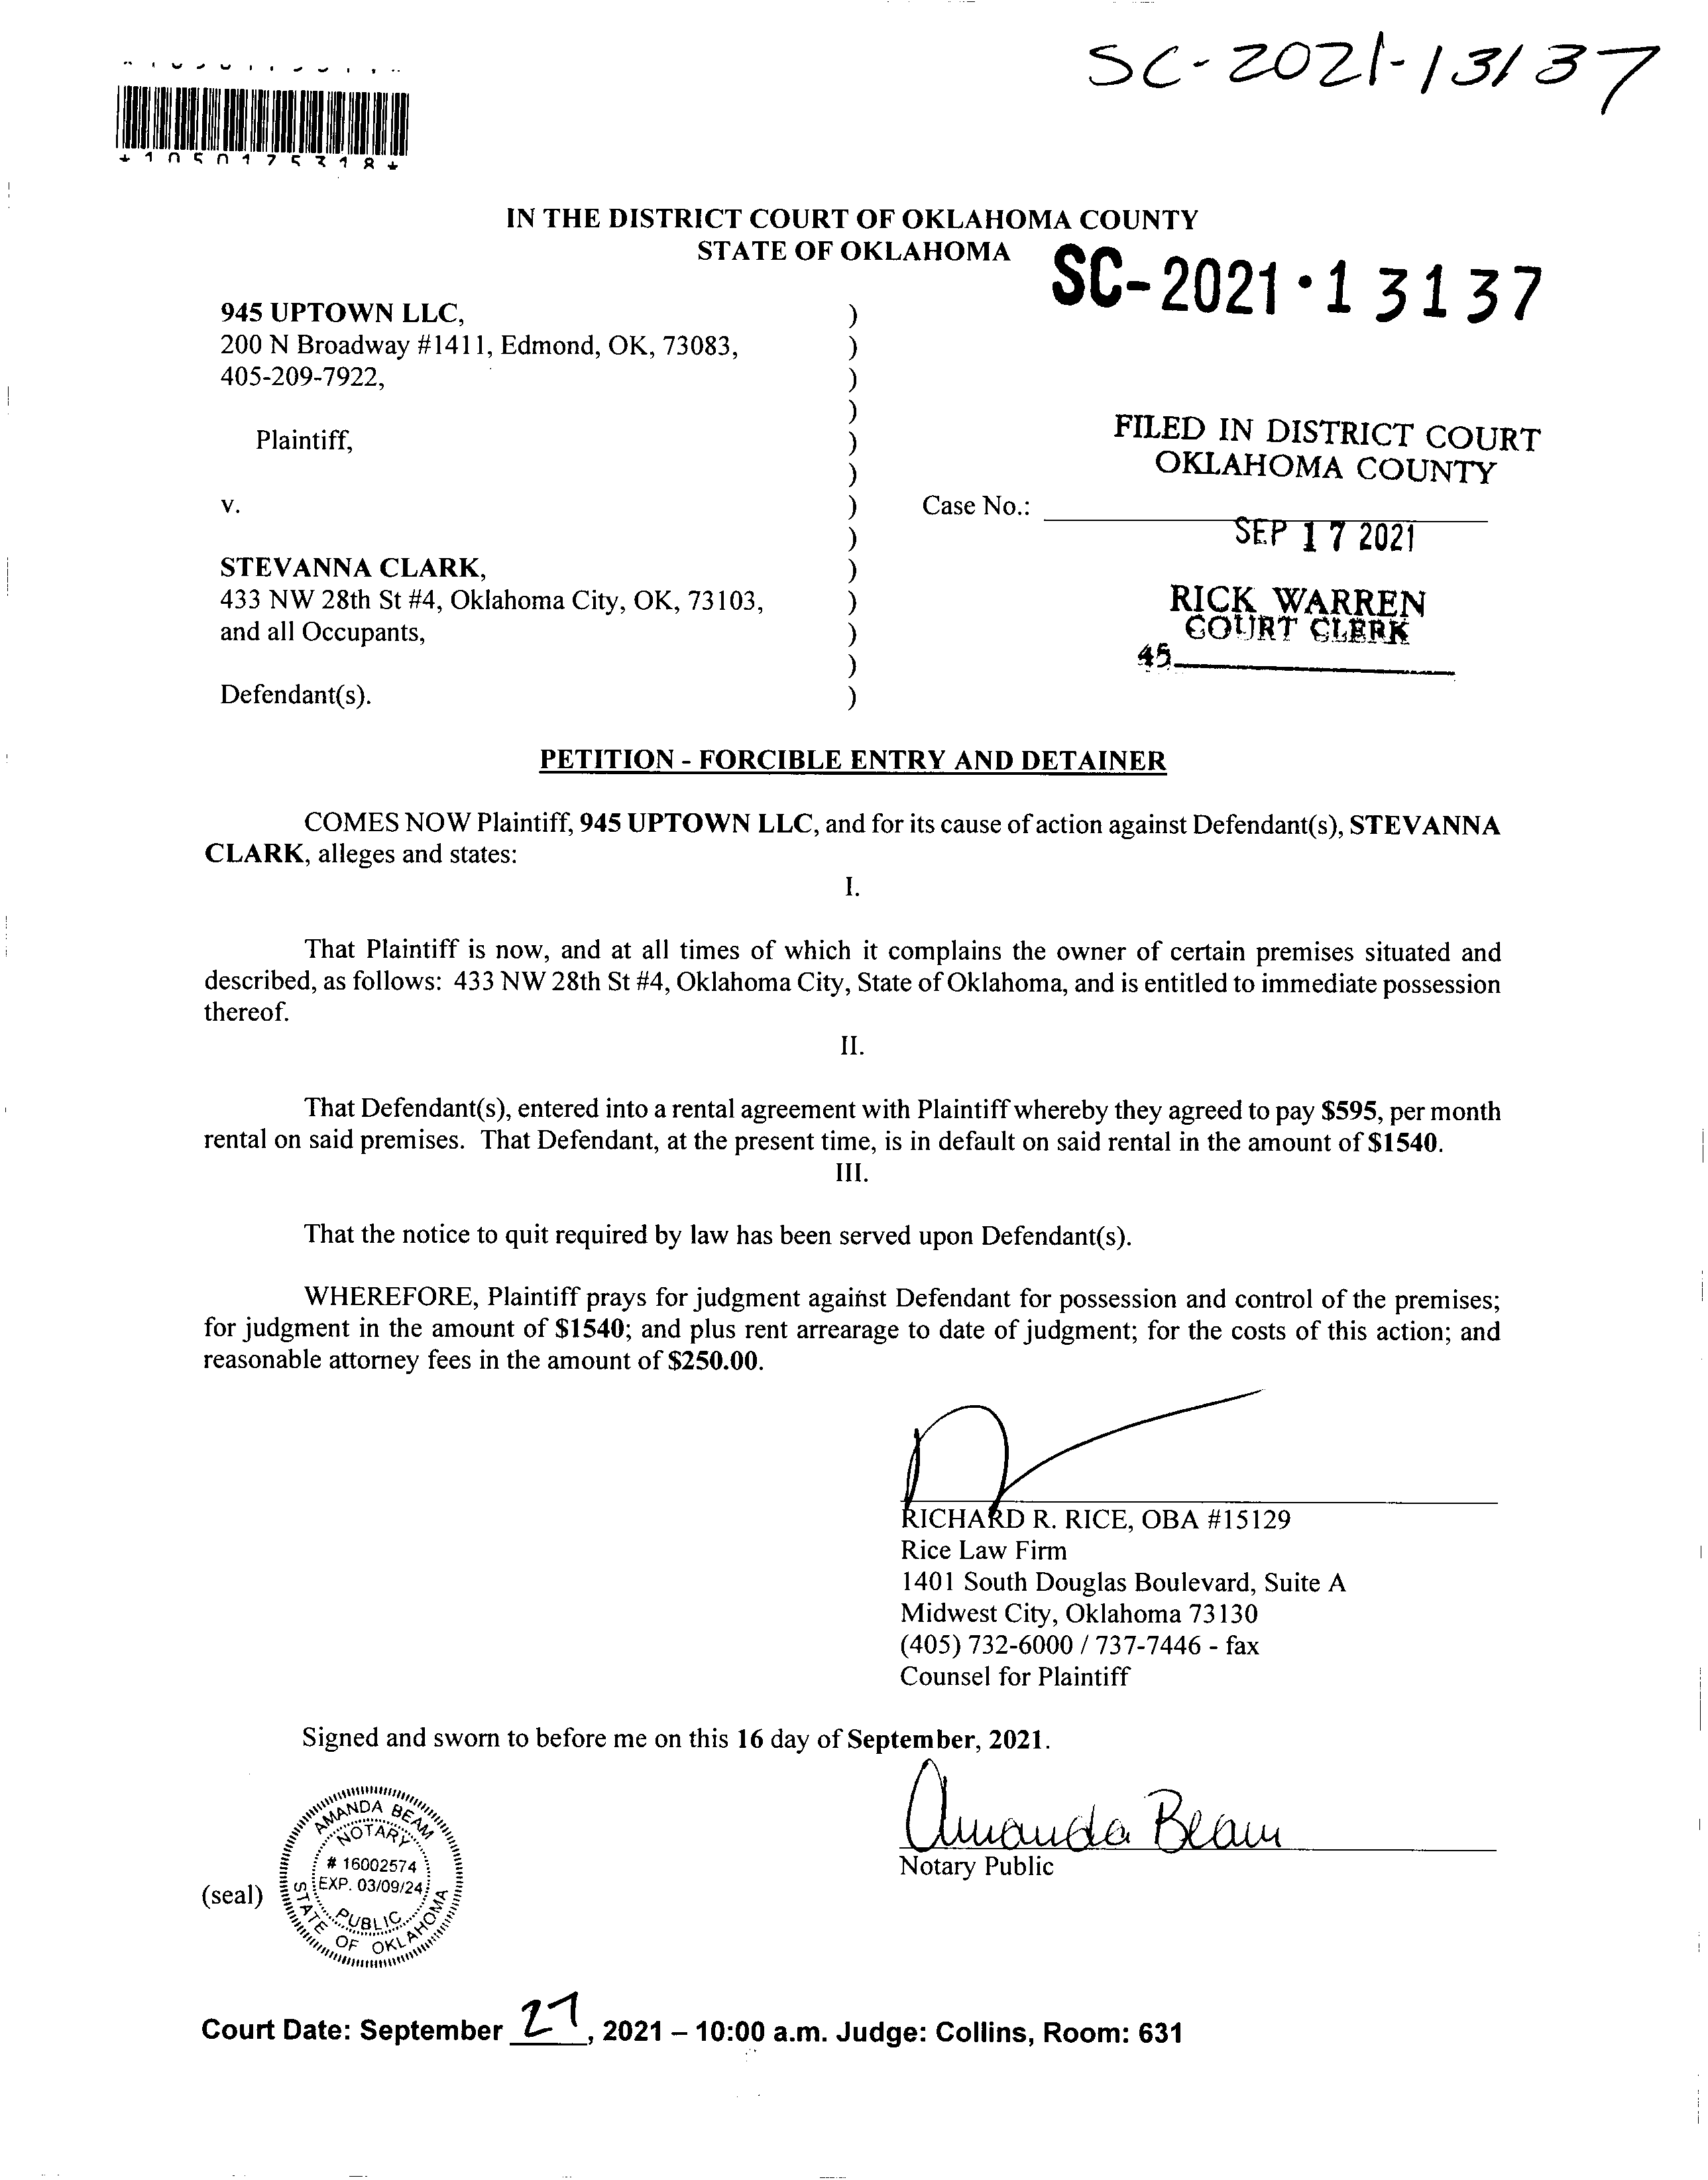 SC-2021-13137
*1050175318*
IN THE DISTRICT COURT OF OKLAHOMA COUNTY
STATE OF OKLAHOMA
SC-2021·13137
945 UPTOWN LLC, )
200 N Broadway #1411, Edmond, OK, 73083, )
405-209-7922, )
)
Plaintiff, )
FILED IN DISTRICT COURT
OKLAHOMA COUNTY
)
v. ) Case No.:
SEP 17 2021
)
STEVANNA CLARK, )
433 NW 28th St #4, Oklahoma City, OK, 73103, )
and all Occupants, )
RICK WARREN
COURT CLERK
45
)
Defendant(s). )
PETITION - FORCIBLE ENTRY AND DETAINER
COMES NOW Plaintiff, 945 UPTOWN LLC, and for its cause of action against Defendant(s), STEVANNA
CLARK, alleges and states:
I.
That Plaintiff is now, and at all times of which it complains the owner of certain premises situated and
described, as follows: 433 NW 28th St #4, Oklahoma City, State of Oklahoma, and is entitled to immediate possession
thereof.
II.
That Defendant(s), entered into a rental agreement with Plaintiff whereby they agreed to pay $595, per month
rental on said premises. That Defendant, at the present time, is in default on said rental in the amount of $1540.
III.
That the notice to quit required by law has been served upon Defendant(s).
WHEREFORE, Plaintiff prays for judgment against Defendant for possession and control of the premises;
for judgment in the amount of $1540; and plus rent arrearage to date of judgment; for the costs of this action; and
reasonable attorney fees in the amount of $250.00.
RICHARD R. RICE, OBA #15129
Rice Law Firm
1401 South Douglas Boulevard, Suite A
Midwest City, Oklahoma 73130
(405) 732-6000 / 737-7446 - fax
Counsel for Plaintiff
Signed and sworn to before me on this 16 day of September, 2021.
Amanda Beam
Notary Public
(seal)
AMANDA BEAM
NOTARY
# 16002574
EXP. 03/09/24
PUBLIC
STATE OF OKLAHOMA
Court Date: September 27, 2021 – 10:00 a.m. Judge: Collins, Room: 631